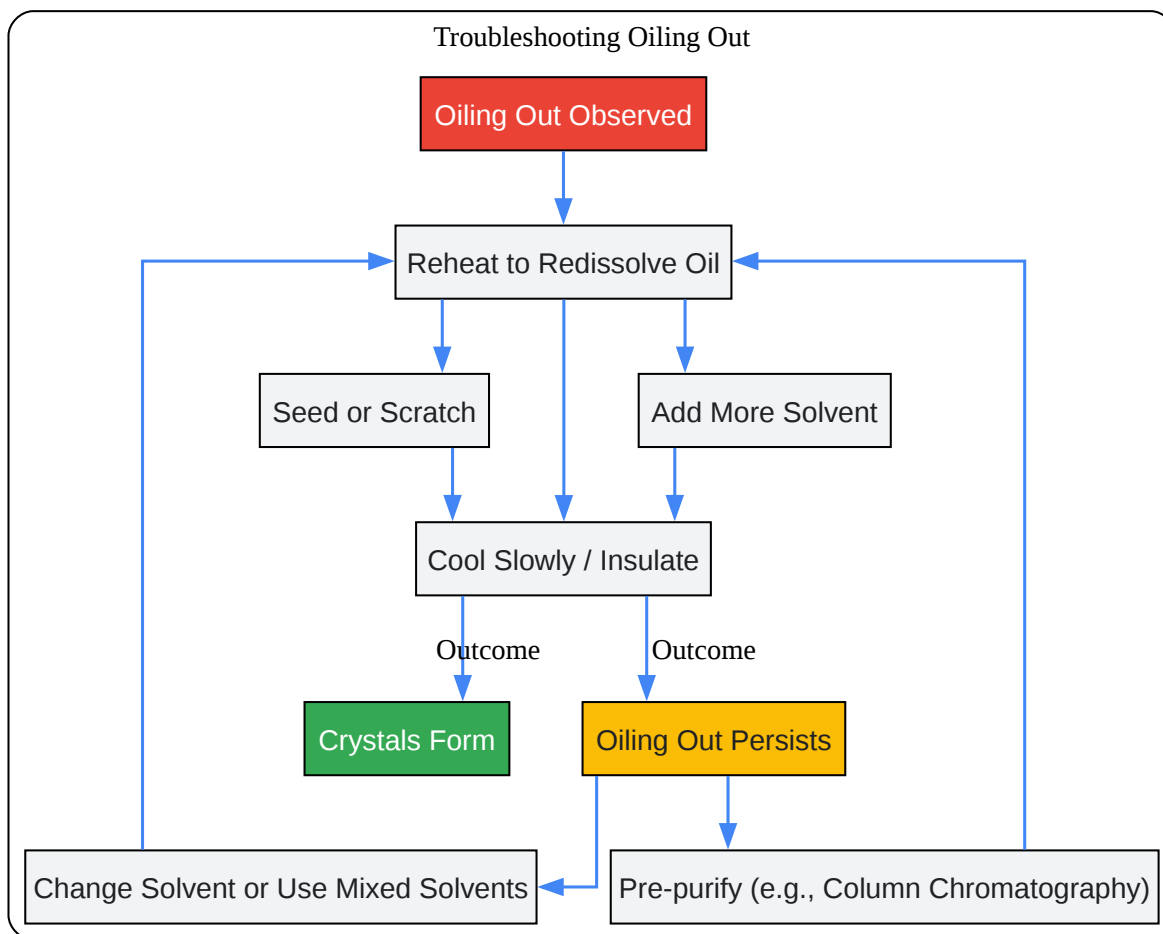 Troubleshooting Oiling Out
Oiling Out Observed
Reheat to Redissolve Oil
Seed or Scratch
Add More Solvent
Cool Slowly / Insulate
Outcome
Outcome
Crystals Form
Oiling Out Persists
Change Solvent or Use Mixed Solvents
Pre-purify (e.g., Column Chromatography)